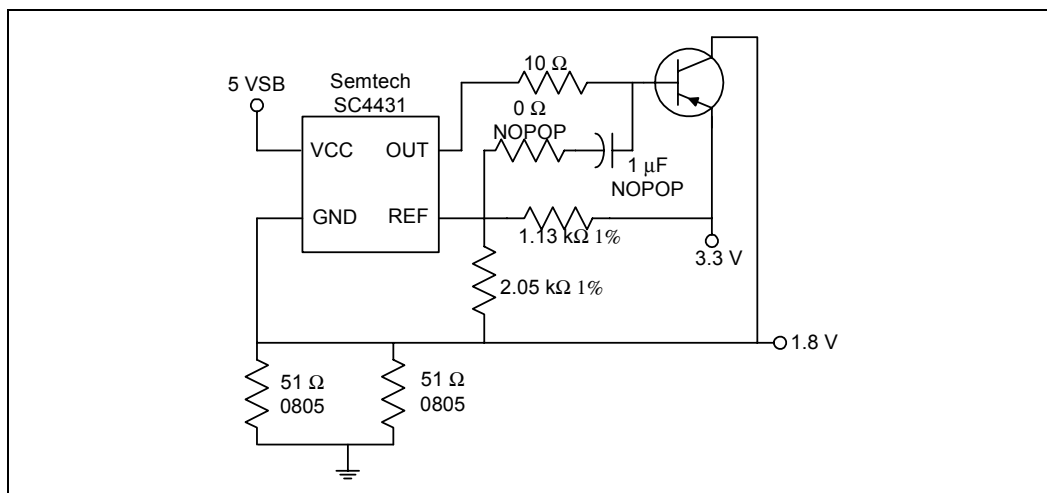 5 VSB
Semtech
SC4431
10 Ω
0 Ω
NOPOP
VCC
OUT
1 μF
NOPOP
GND
REF
1.13 kΩ 1%
3.3 V
2.05 kΩ 1%
1.8 V
51 Ω
0805
51 Ω
0805